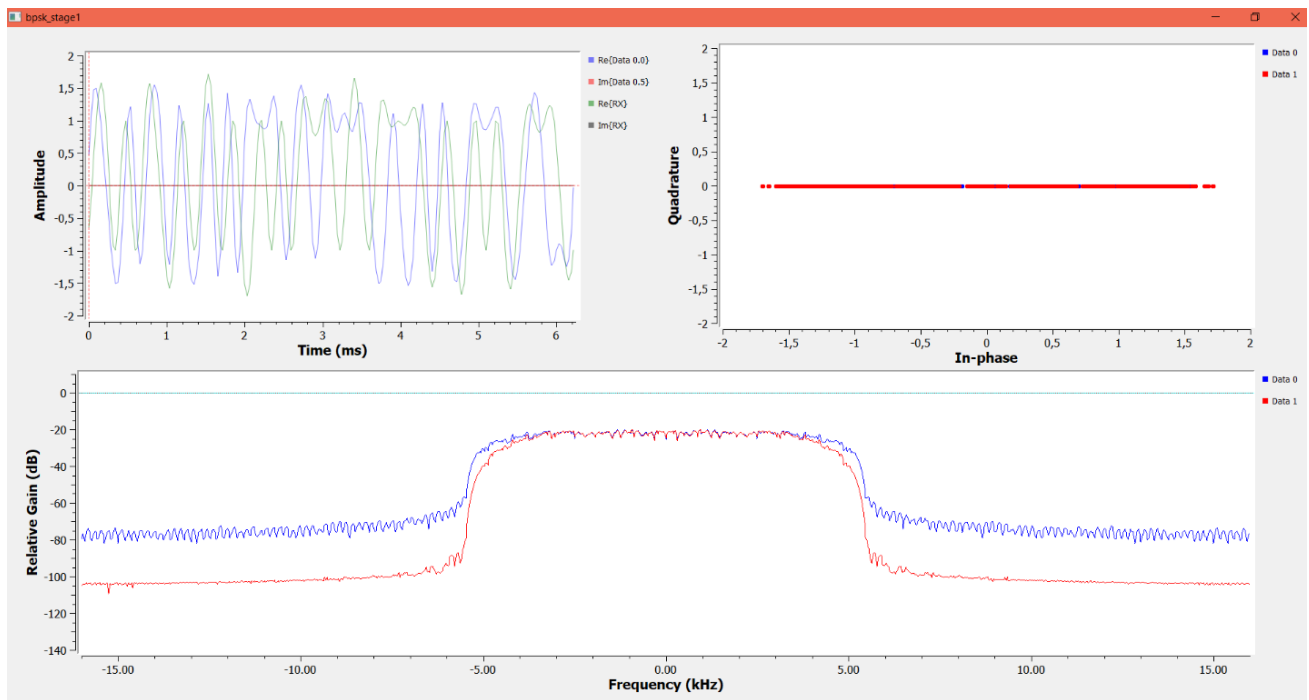 bpsk_stage1
2
1,5
1
0,5
0
-0,5
-1
-1,5
-2
Amplitude
0 1 2 3 4 5 6
Time (ms)
Re{Data 0.0}
Im{Data 0.5}
Re{RX}
Im{RX}
2
1,5
1
0,5
0
-0,5
-1
-1,5
-2
Quadrature
-2 -1,5 -1 -0,5 0 0,5 1 1,5 2
In-phase
Data 0
Data 1
0
-20
-40
-60
-80
-100
-120
-140
Relative Gain (dB)
-15.00 -10.00 -5.00 0.00 5.00 10.00 15.00
Frequency (kHz)
Data 0
Data 1